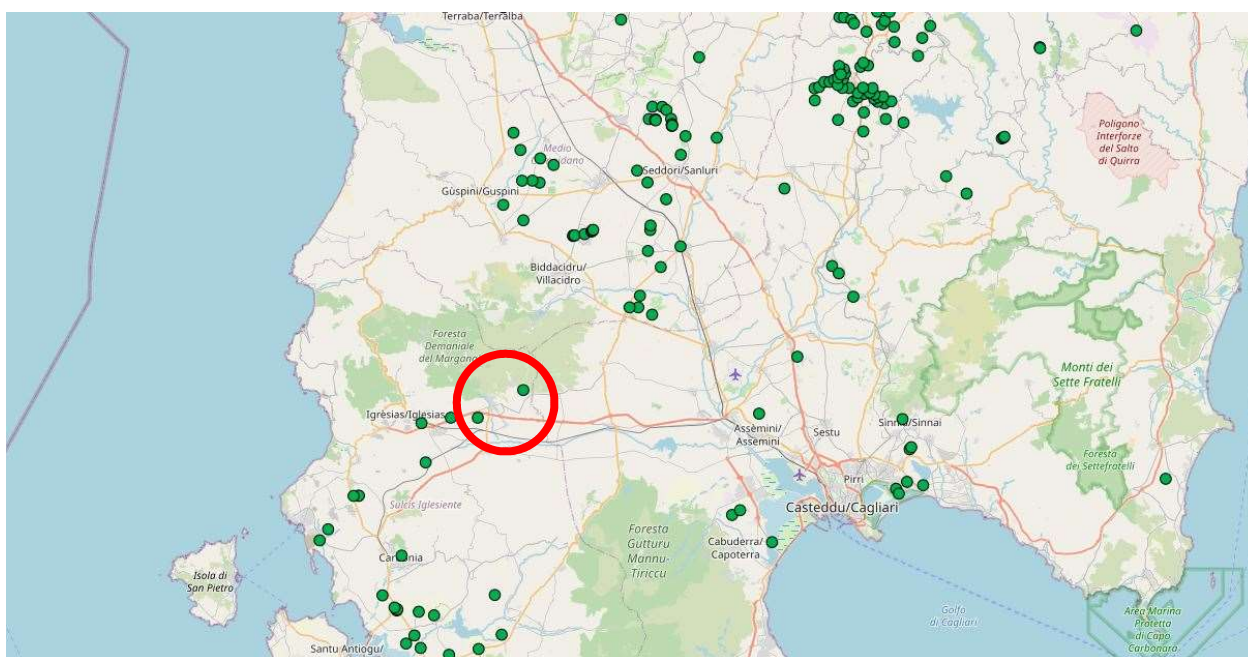 Terraba/Terralba
Poligono
Interforze
del Salto
di Quirra
Medio
Seddori/Sanluri
Gùspini/Guspini
Biddacidru/
Villacidro
Foresta
Demaniale
del Margana
Monti dei
Sette Fratelli
Igrèsias/Iglesias
Assèmini/
Assemini
Sestu
Sinnai
Foresta
dei Settefratelli
Pirri
Sulcis Iglesiente
Casteddu/Cagliari
Foresta
Gutturu
Mannu-
Tiriccu
Cabuderra/
Capoterra
Isola di
San Pietro
Golfo
di Cagliari
Area Marina
Protetta
di Capo
Carbonara
Santu Antiogu/